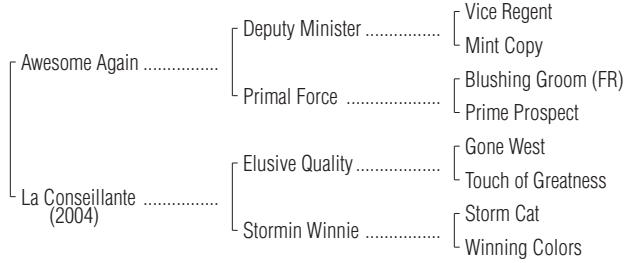 Vice Regent
Deputy Minister ..................
Mint Copy
Awesome Again ...............
Blushing Groom (FR)
Primal Force ...................
Prime Prospect
Gone West
Elusive Quality .................
Touch of Greatness
La Conseillante ...............
(2004)
Storm Cat
Stormin Winnie ...............
Winning Colors